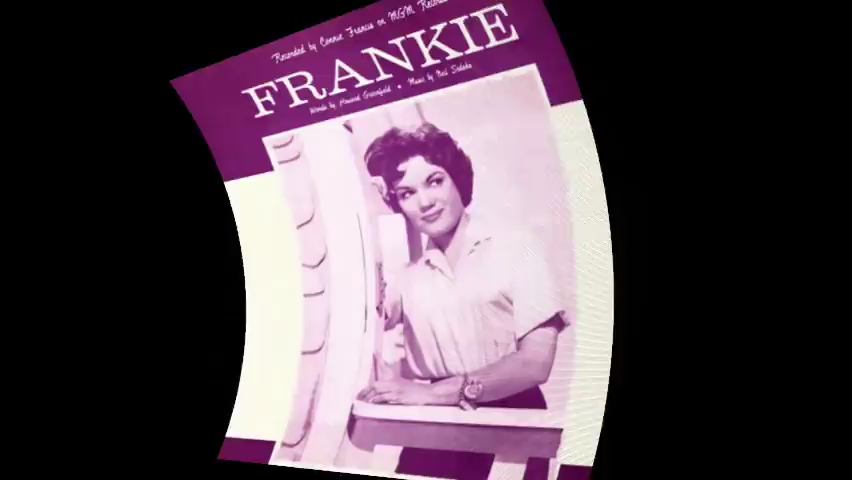 Recorded by Connie Francis on MGM Records
FRANKIE
Words by Howard Greenfield • Music by Neil Sedaka